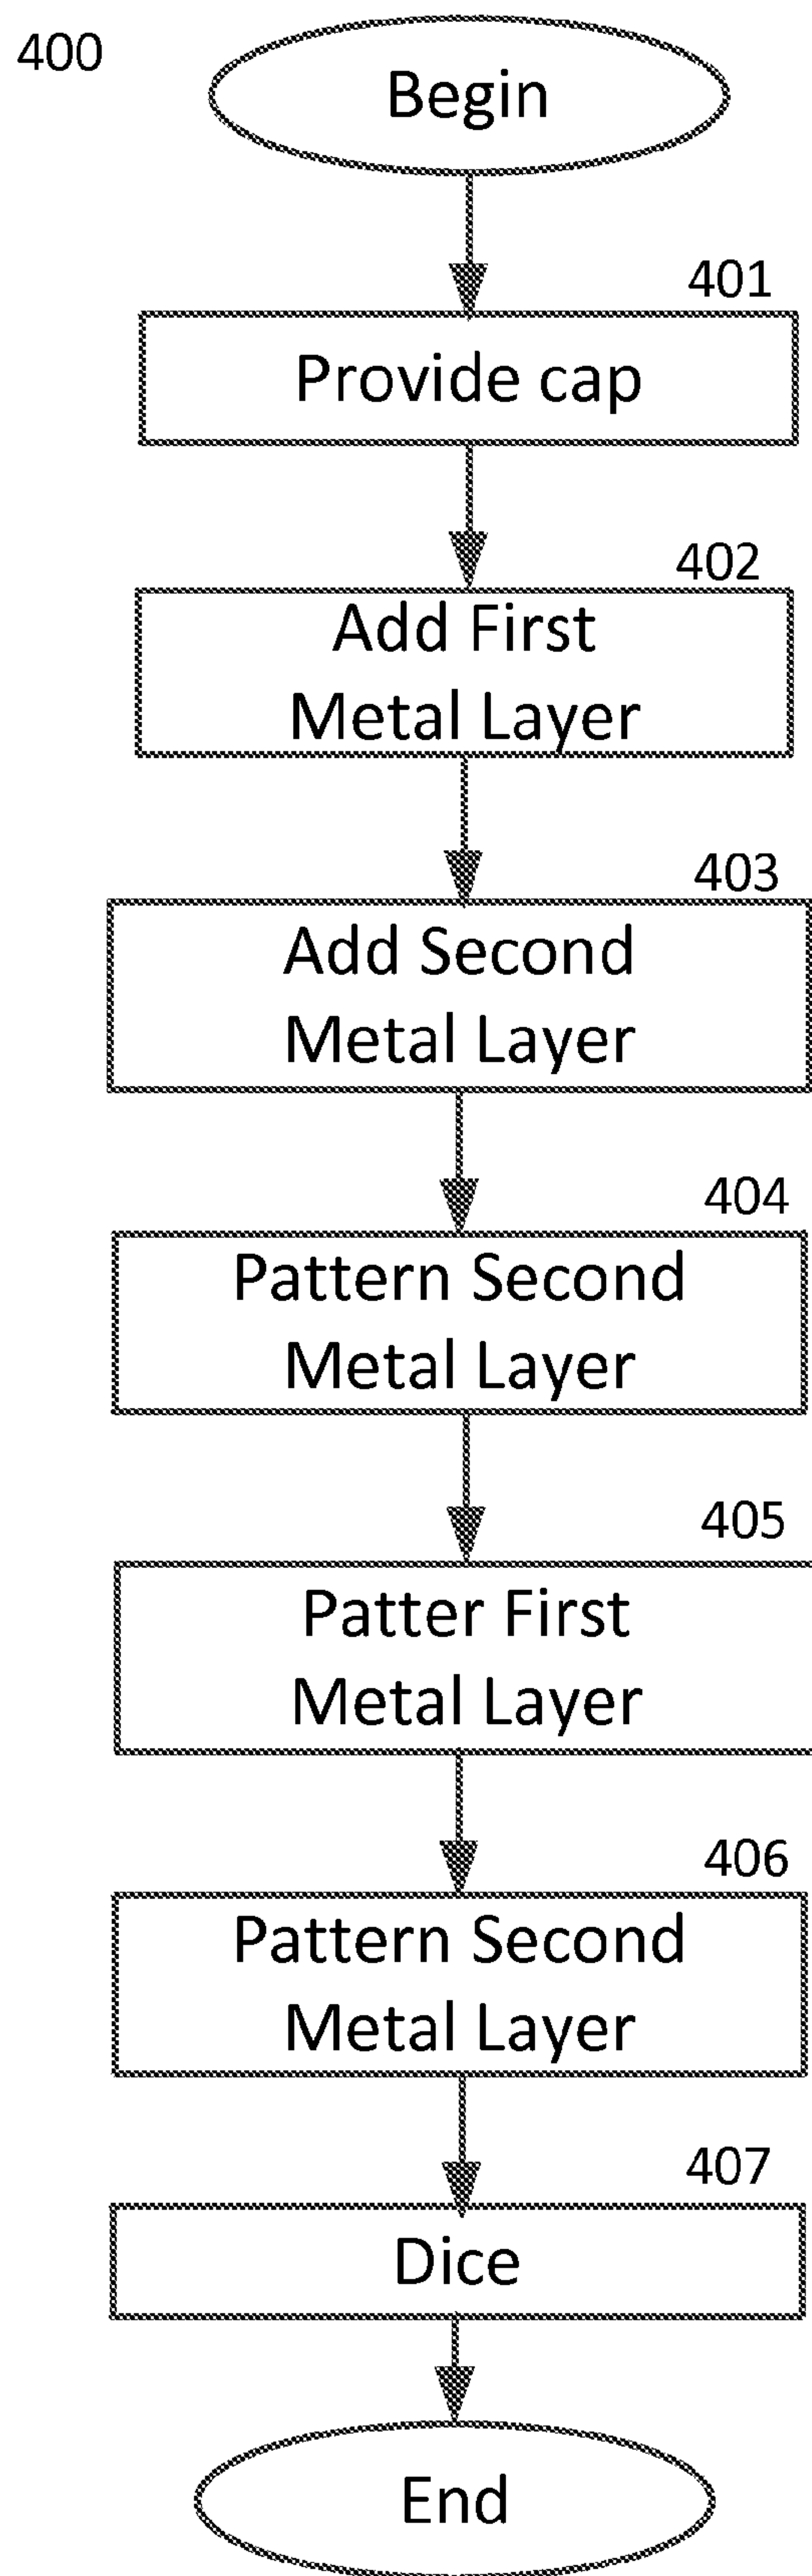 400
Begin
401
Provide cap
402
Add First
Metal Layer
403
Add Second
Metal Layer
404
Pattern Second
Metal Layer
405
Patter First
Metal Layer
406
Pattern Second
Metal Layer
407
Dice
End